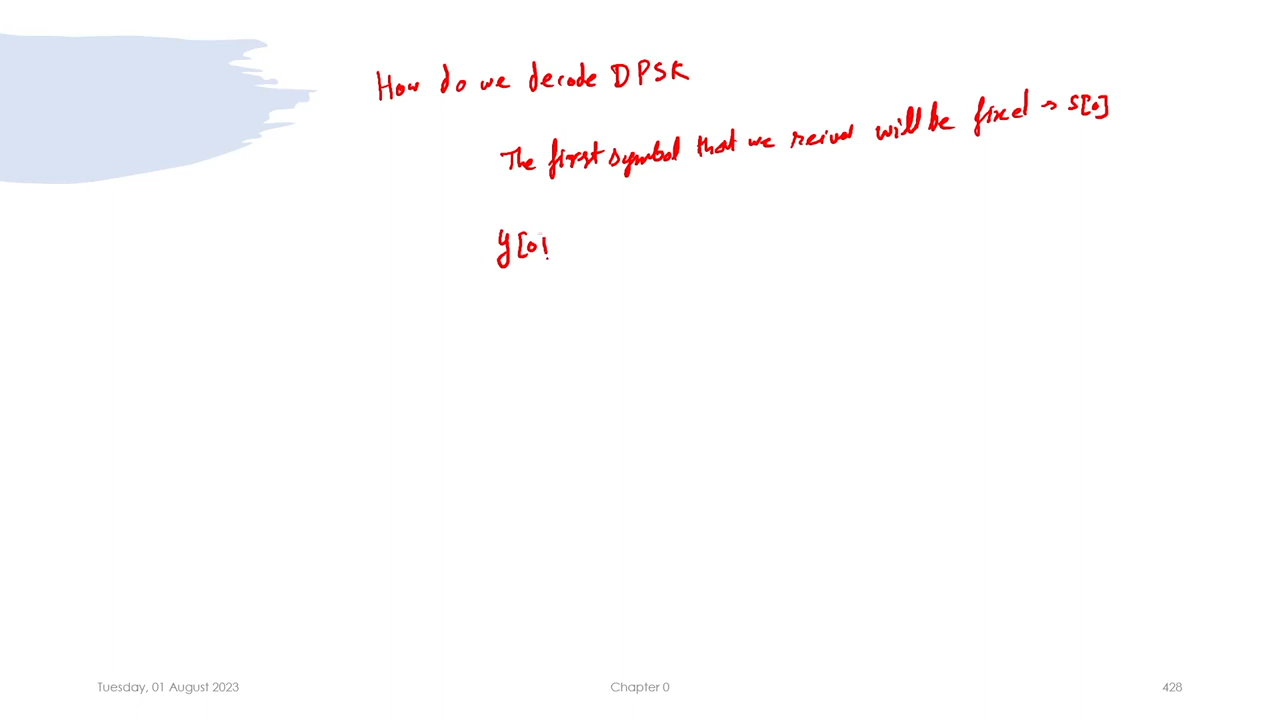 How do we decode DPSK
The first symbol that we reival will be fixed → S[0]
y[0]
Tuesday, 01 August 2023
Chapter 0
428